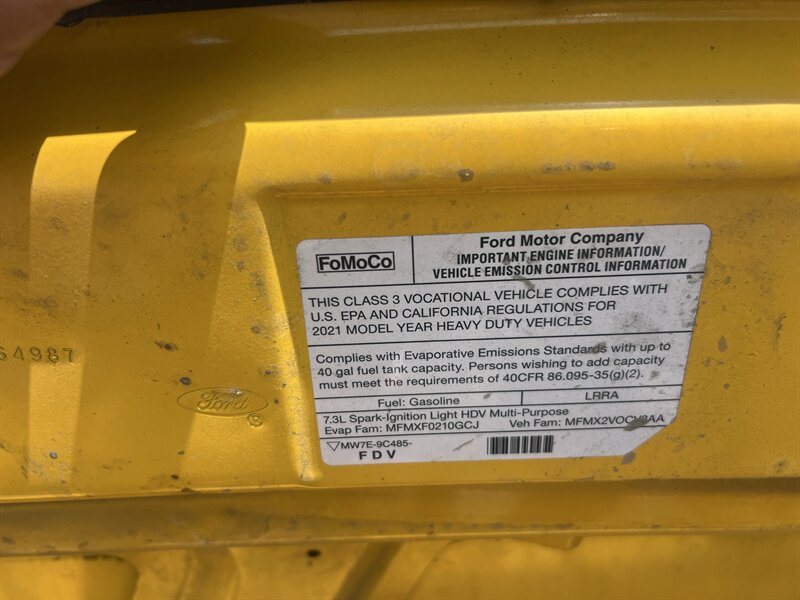 FoMoCo
Ford Motor Company
IMPORTANT ENGINE INFORMATION/
VEHICLE EMISSION CONTROL INFORMATION
THIS CLASS 3 VOCATIONAL VEHICLE COMPLIES WITH
U.S. EPA AND CALIFORNIA REGULATIONS FOR
2021 MODEL YEAR HEAVY DUTY VEHICLES
Complies with Evaporative Emissions Standards with up to
40 gal fuel tank capacity. Persons wishing to add capacity
must meet the requirements of 40CFR 86.095-35(g)(2).
Fuel: Gasoline LRRA
7.3L Spark-Ignition Light HDV Multi-Purpose
Evap Fam: MFMXF0210GCJ Veh Fam:
MW7E-9C485-
FDV
4987
Ford